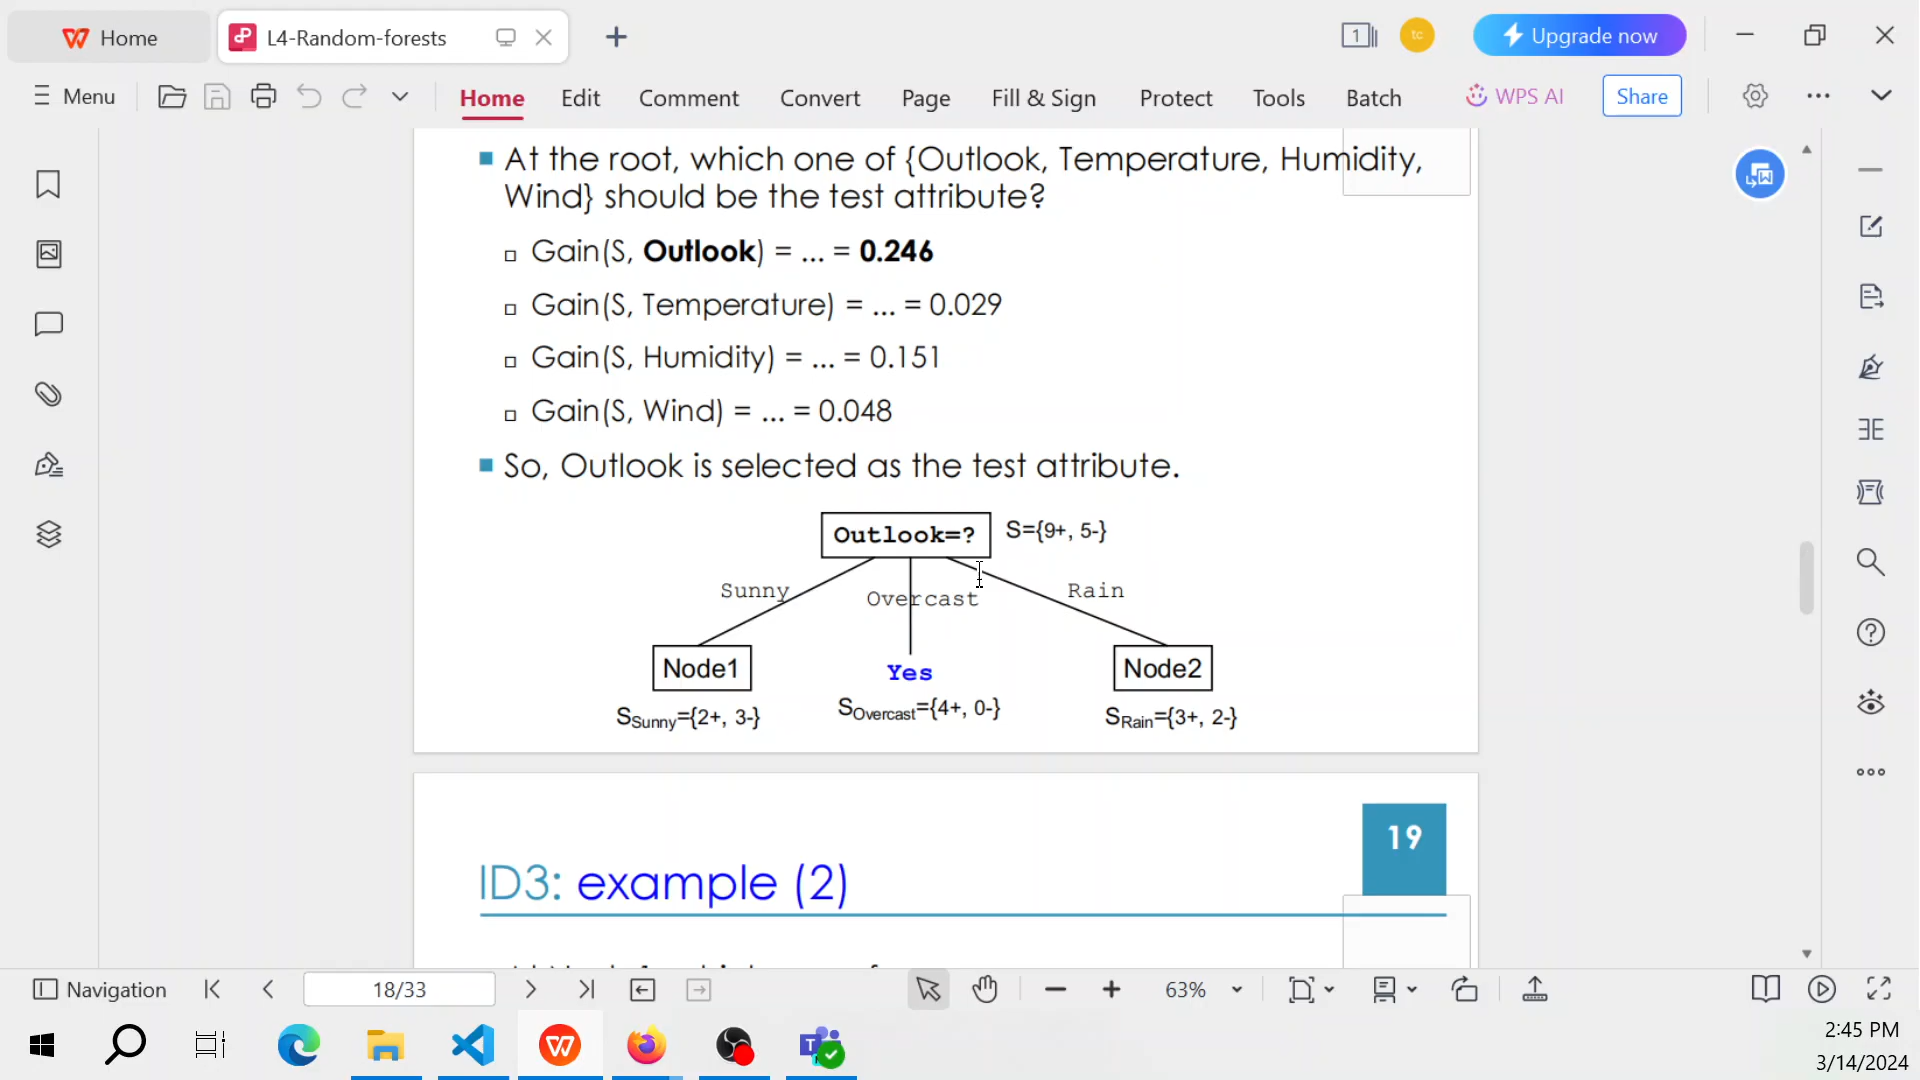 Home
L4-Random-forests
1
tc
Upgrade now
Menu
Home
Edit
Comment
Convert
Page
Fill & Sign
Protect
Tools
Batch
WPS AI
Share
At the root, which one of {Outlook, Temperature, Humidity,
Wind} should be the test attribute?
Gain(S, Outlook) = ... = 0.246
Gain(S, Temperature) = ... = 0.029
Gain(S, Humidity) = ... = 0.151
Gain(S, Wind) = ... = 0.048
So, Outlook is selected as the test attribute.
Outlook=?
S={9+, 5-}
Sunny
Overcast
Rain
Node1
Yes
Node2
SSunny={2+, 3-}
SOvercast={4+, 0-}
SRain={3+, 2-}
19
ID3: example (2)
Navigation
18/33
63%
2:45 PM
3/14/2024